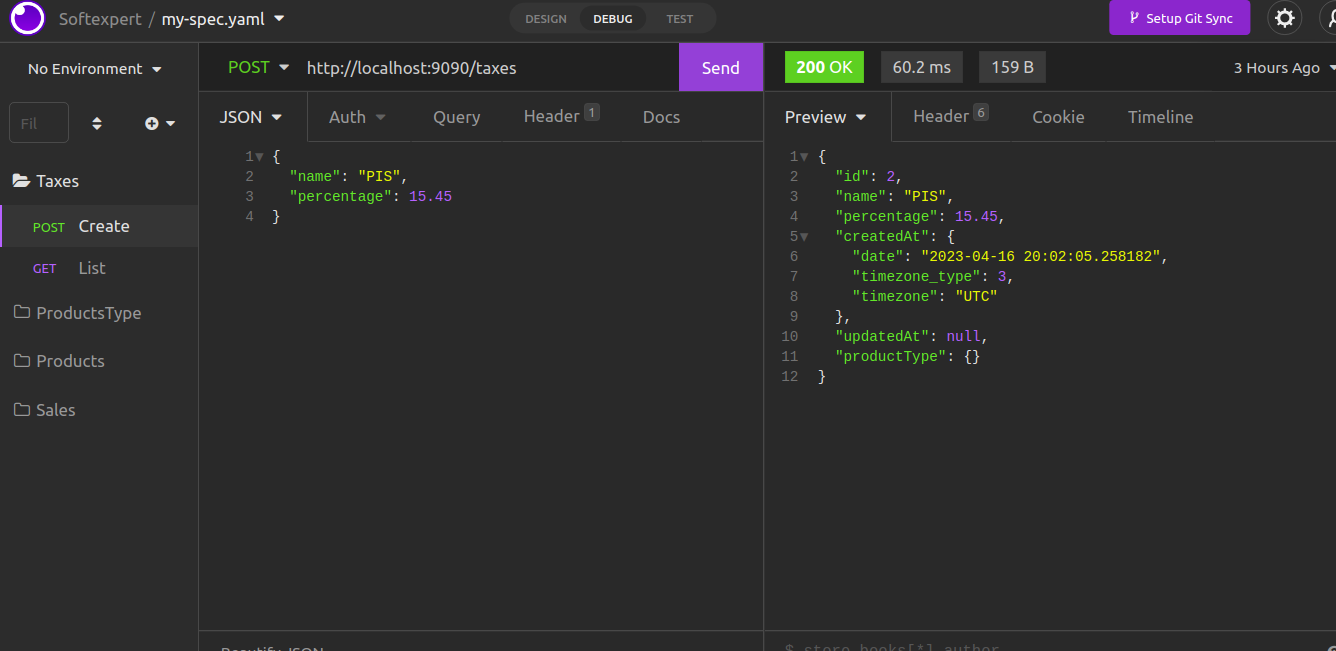 Softexpert / my-spec.yaml
DESIGN DEBUG TEST
Setup Git Sync
No Environment
POST http://localhost:9090/taxes Send
200 OK 60.2 ms 159 B 3 Hours Ago
Fil
JSON Auth Query Header 1 Docs
Preview Header 6 Cookie Timeline
Taxes
POST Create
GET List
ProductsType
Products
Sales
1 {
2 "name": "PIS",
3 "percentage": 15.45
4 }
1 {
2 "id": 2,
3 "name": "PIS",
4 "percentage": 15.45,
5 "createdAt": {
6 "date": "2023-04-16 20:02:05.258182",
7 "timezone_type": 3,
8 "timezone": "UTC"
9 },
10 "updatedAt": null,
11 "productType": {}
12 }
Beautify JSON
$.store.books[*].author